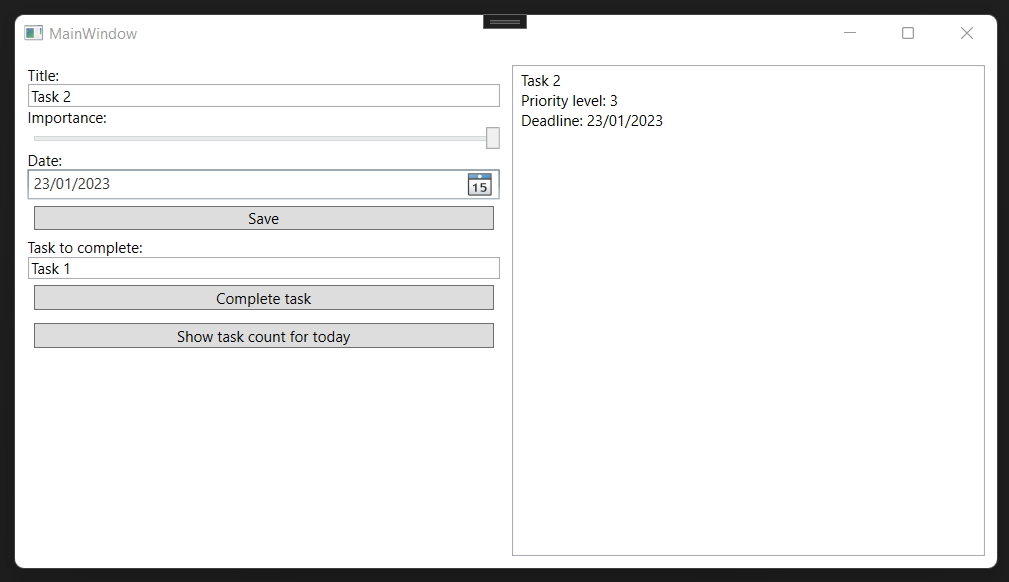 MainWindow
Title:
Task 2
Importance:
Date:
23/01/2023
15
Save
Task to complete:
Task 1
Complete task
Show task count for today
Task 2
Priority level: 3
Deadline: 23/01/2023